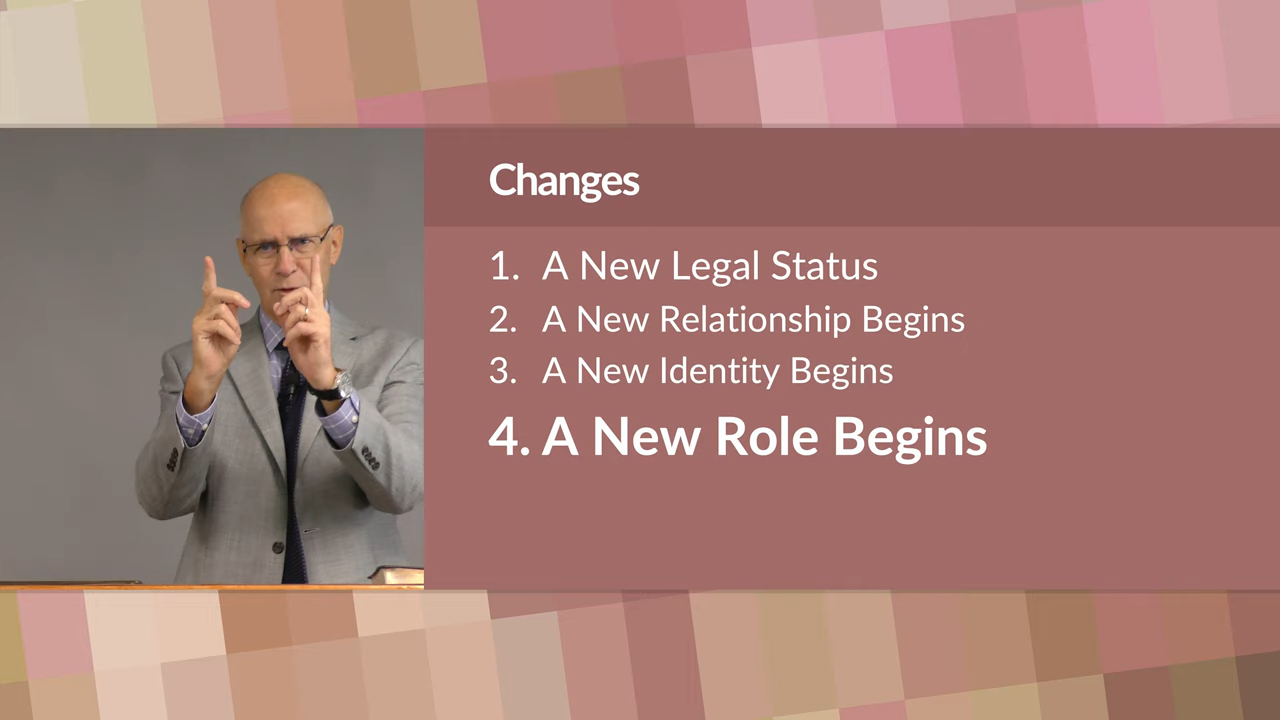 Changes
1. A New Legal Status
2. A New Relationship Begins
3. A New Identity Begins
4. A New Role Begins